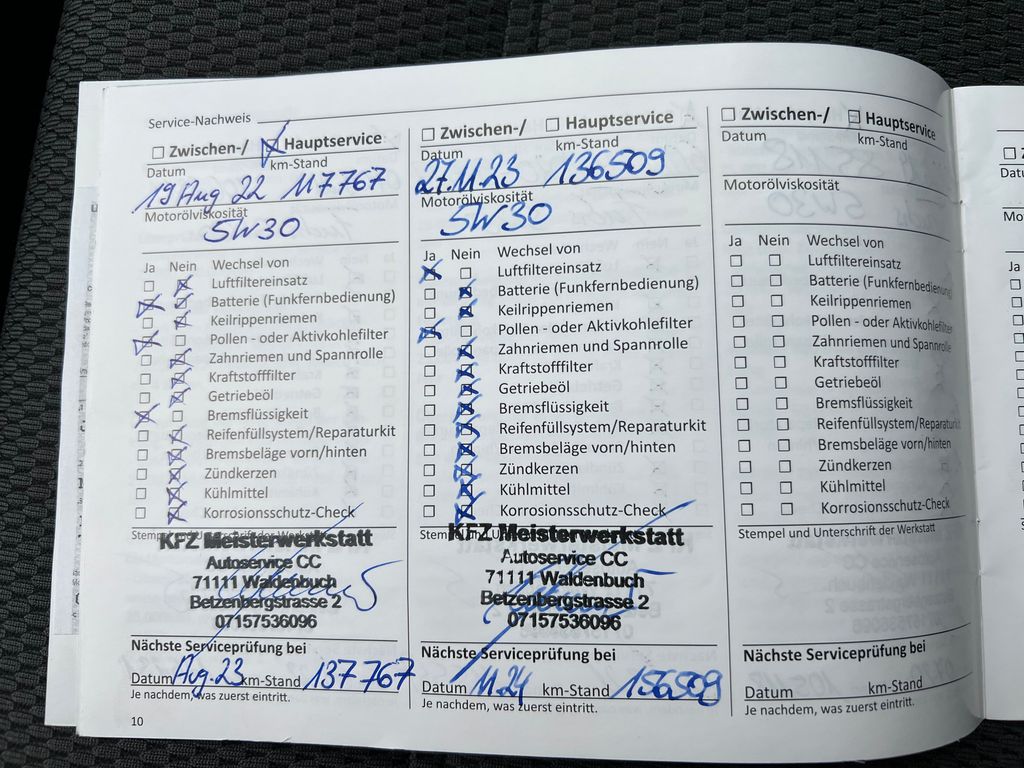 Service-Nachweis
☐ Zwischen-/ ☑ Hauptservice
Datum km-Stand
19 Aug 22 117767
Motorölviskosität
5W30
Ja Nein Wechsel von
Luftfiltereinsatz
Batterie (Funkfernbedienung)
Keilrippenriemen
Pollen - oder Aktivkohlefilter
Zahnriemen und Spannrolle
Kraftstofffilter
Getriebeöl
Bremsflüssigkeit
Reifenfüllsystem/Reparaturkit
Bremsbeläge vorn/hinten
Zündkerzen
Kühlmittel
Korrosionsschutz-Check
KFZ Meisterwerkstatt
Autoservice CC
71111 Waldenbuch
Betzenbergstrasse 2
07157536096
Nächste Serviceprüfung bei
Datum Aug. 23 km-Stand 137767
Je nachdem, was zuerst eintritt.
10
☐ Zwischen-/ ☐ Hauptservice
Datum km-Stand
27.11.23 136509
Motorölviskosität
5W30
Ja Nein Wechsel von
Luftfiltereinsatz
Batterie (Funkfernbedienung)
Keilrippenriemen
Pollen - oder Aktivkohlefilter
Zahnriemen und Spannrolle
Kraftstofffilter
Getriebeöl
Bremsflüssigkeit
Reifenfüllsystem/Reparaturkit
Bremsbeläge vorn/hinten
Zündkerzen
Kühlmittel
Korrosionsschutz-Check
KFZ Meisterwerkstatt
Autoservice CC
71111 Waldenbuch
Betzenbergstrasse 2
07157536096
Nächste Serviceprüfung bei
Datum 11.24 km-Stand 156509
Je nachdem, was zuerst eintritt.
☐ Zwischen-/ ☐ Hauptservice
Datum km-Stand
Motorölviskosität
Ja Nein Wechsel von
Luftfiltereinsatz
Batterie (Funkfernbedienung)
Keilrippenriemen
Pollen - oder Aktivkohlefilter
Zahnriemen und Spannrolle
Kraftstofffilter
Getriebeöl
Bremsflüssigkeit
Reifenfüllsystem/Reparaturkit
Bremsbeläge vorn/hinten
Zündkerzen
Kühlmittel
Korrosionsschutz-Check
Stempel und Unterschrift der Werkstatt
Nächste Serviceprüfung bei
Datum km-Stand
Je nachdem, was zuerst eintritt.
Ja